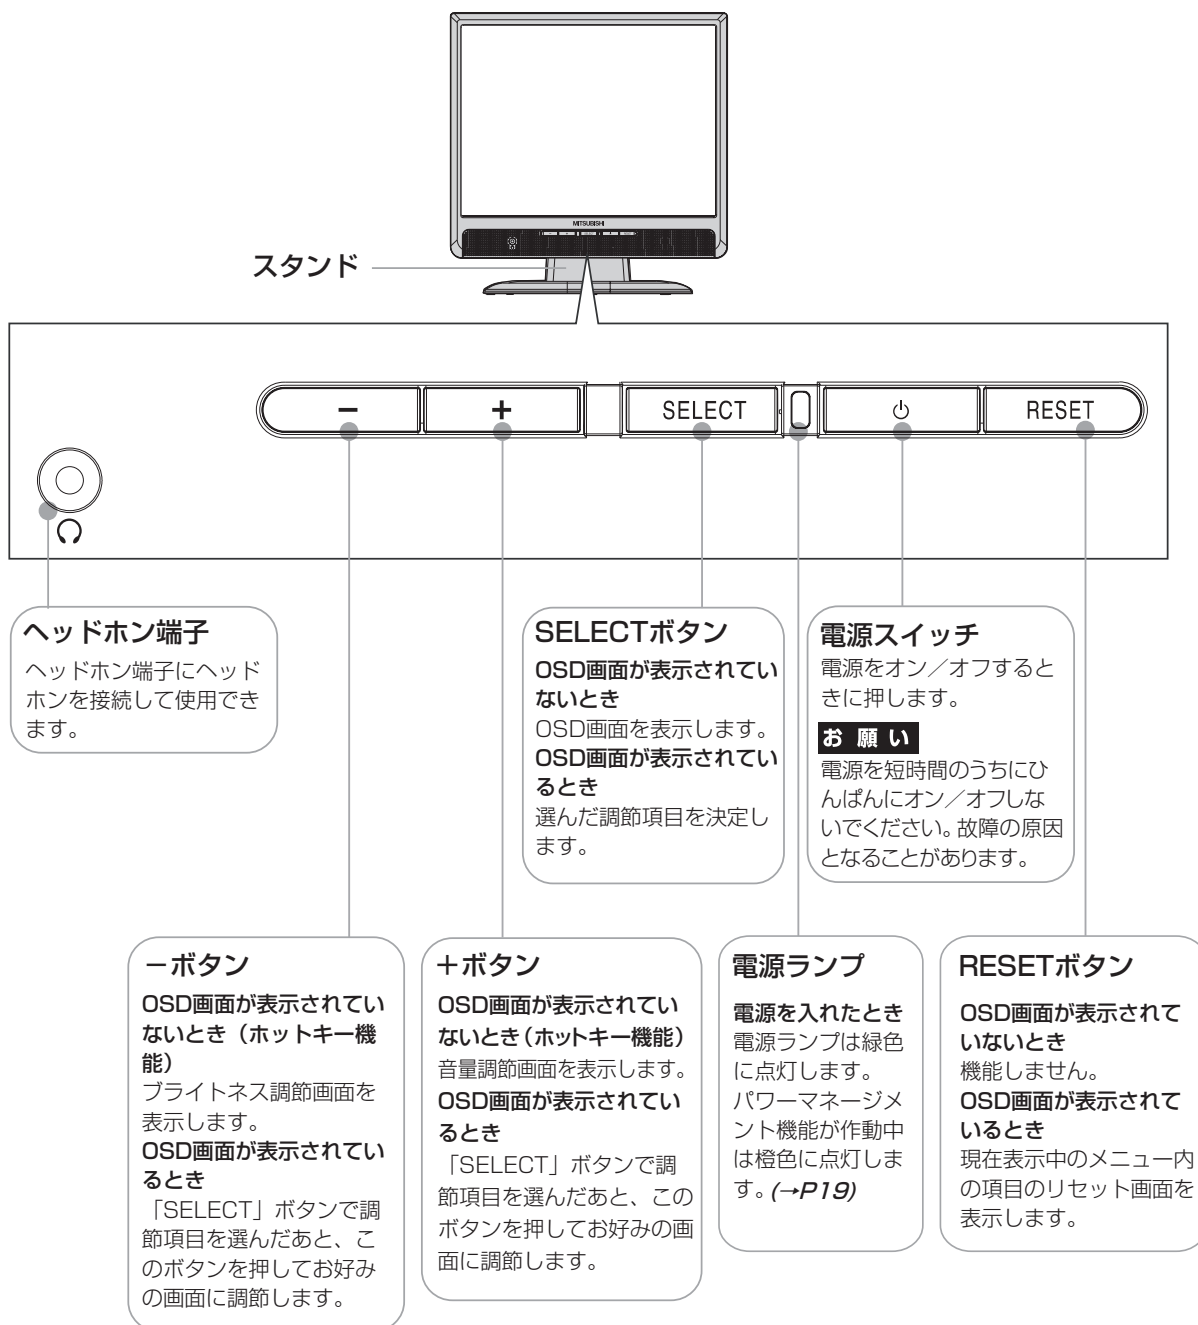 MITSUBISHI
スタンド
−
+
SELECT
RESET
ヘッドホン端子
ヘッドホン端子にヘッド
ホンを接続して使用でき
ます。
SELECTボタン
OSD画面が表示されてい
ないとき
OSD画面を表示します。
OSD画面が表示されてい
るとき
選んだ調節項目を決定し
ます。
電源スイッチ
電源をオン／オフすると
きに押します。
お願い
電源を短時間のうちにひ
んぱんにオン／オフしな
いでください。故障の原因
となることがあります。
−ボタン
OSD画面が表示されてい
ないとき（ホットキー機
能）
ブライトネス調節画面を
表示します。
OSD画面が表示されてい
るとき
「SELECT」ボタンで調
節項目を選んだあと、こ
のボタンを押してお好み
の画面に調節します。
＋ボタン
OSD画面が表示されてい
ないとき（ホットキー機能）
音量調節画面を表示します。
OSD画面が表示されてい
るとき
「SELECT」ボタンで調
節項目を選んだあと、この
ボタンを押してお好みの画
面に調節します。
電源ランプ
電源を入れたとき
電源ランプは緑色
に点灯します。
パワーマネージメ
ント機能が作動中
は橙色に点灯しま
す。(→P19)
RESETボタン
OSD画面が表示されて
いないとき
機能しません。
OSD画面が表示されて
いるとき
現在表示中のメニュー内
の項目のリセット画面を
表示します。